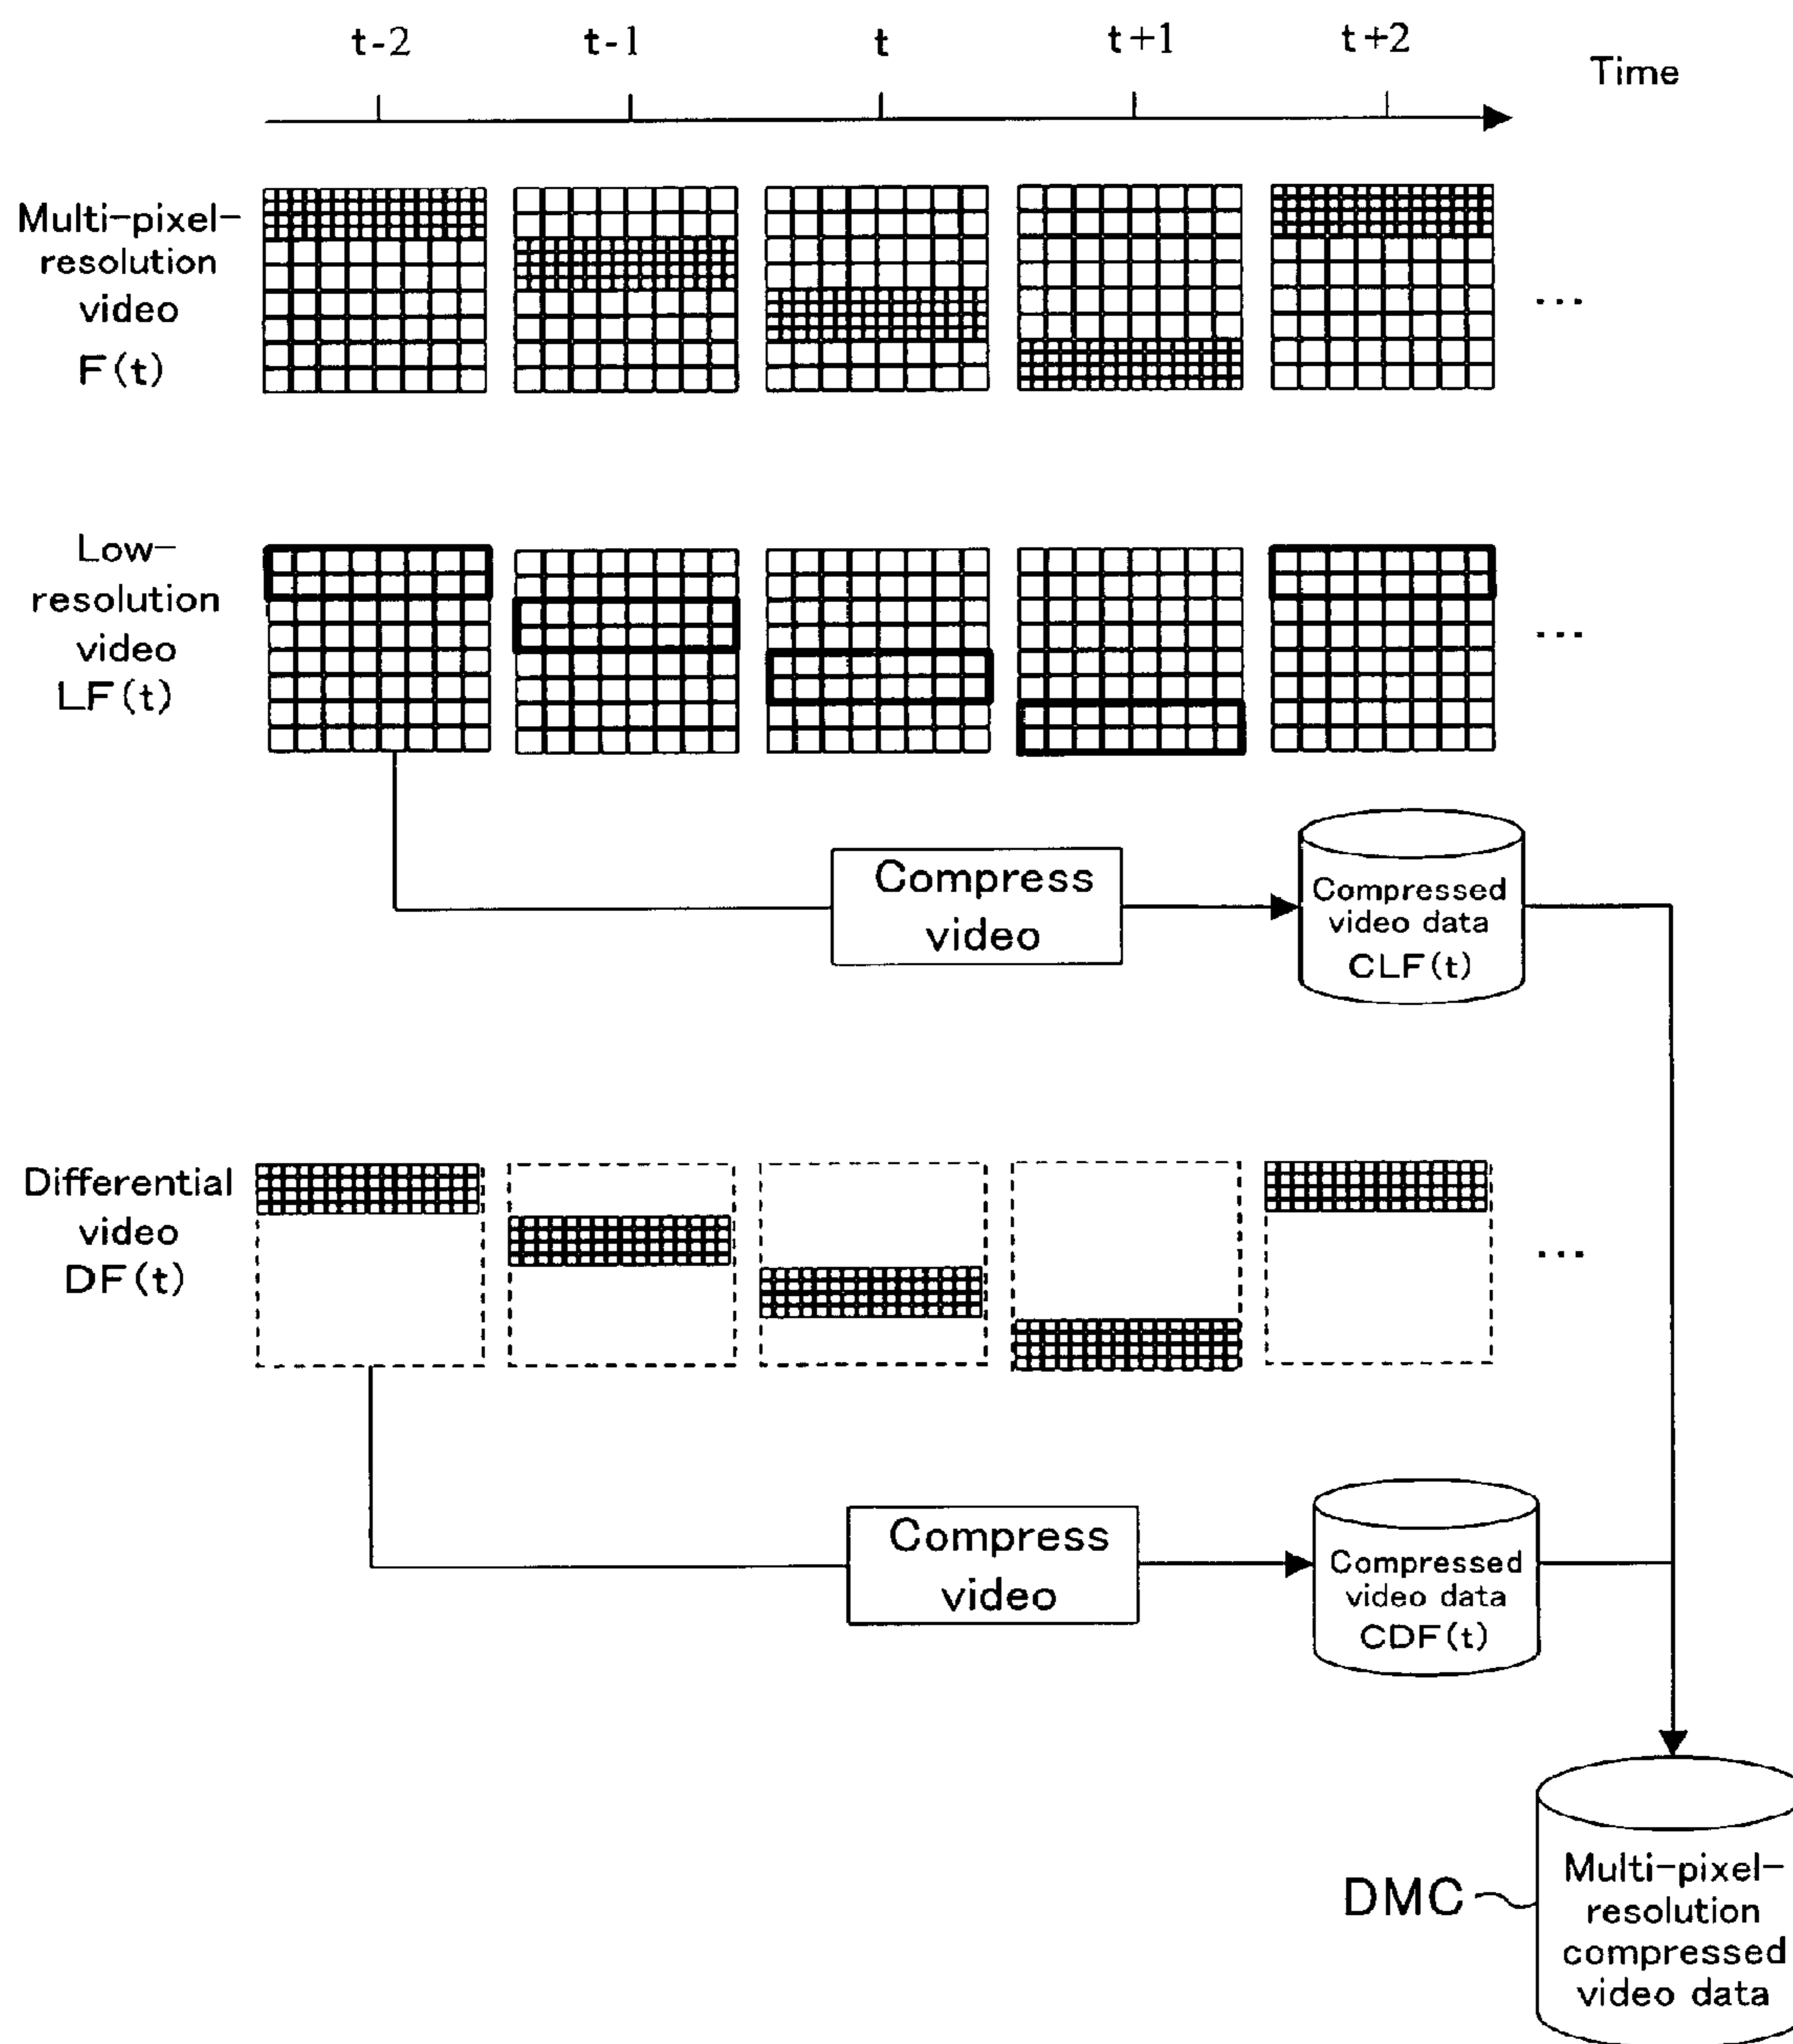 t-2 t-1 t t+1 t+2
Time
Multi-pixel-
resolution
video
F(t)
...
Low-
resolution
video
LF(t)
...
Compress
video
Compressed
video data
CLF(t)
Differential
video
DF(t)
...
Compress
video
Compressed
video data
CDF(t)
DMC
Multi-pixel-
resolution
compressed
video data